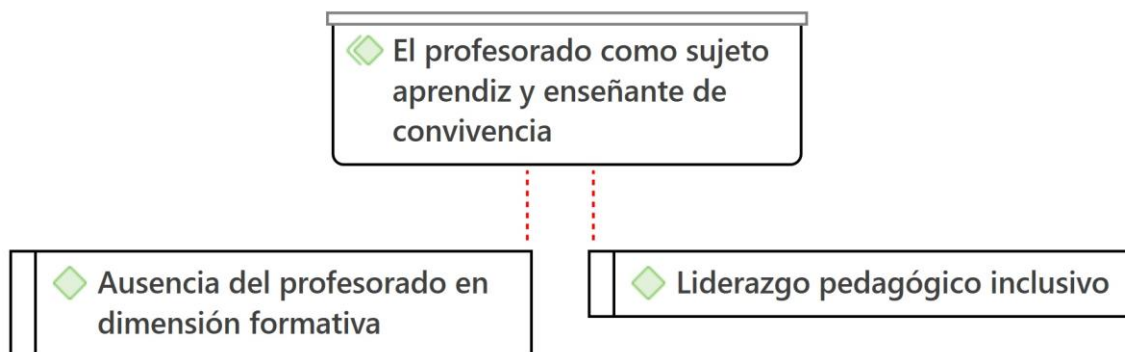 El profesorado como sujeto
aprendiz y enseñante de
convivencia
Ausencia del profesorado en
dimensión formativa
Liderazgo pedagógico inclusivo